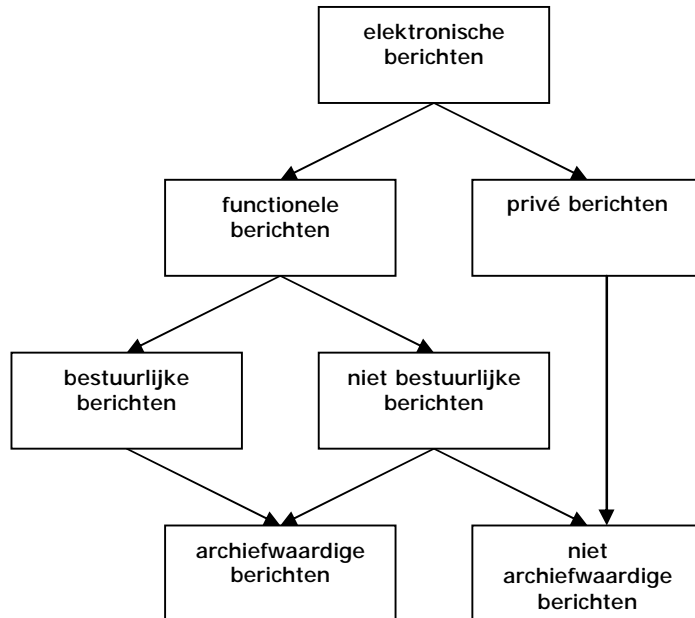 elektronische
berichten
functionele
berichten
privé berichten
bestuurlijke
berichten
niet bestuurlijke
berichten
archiefwaardige
berichten
niet
archiefwaardige
berichten